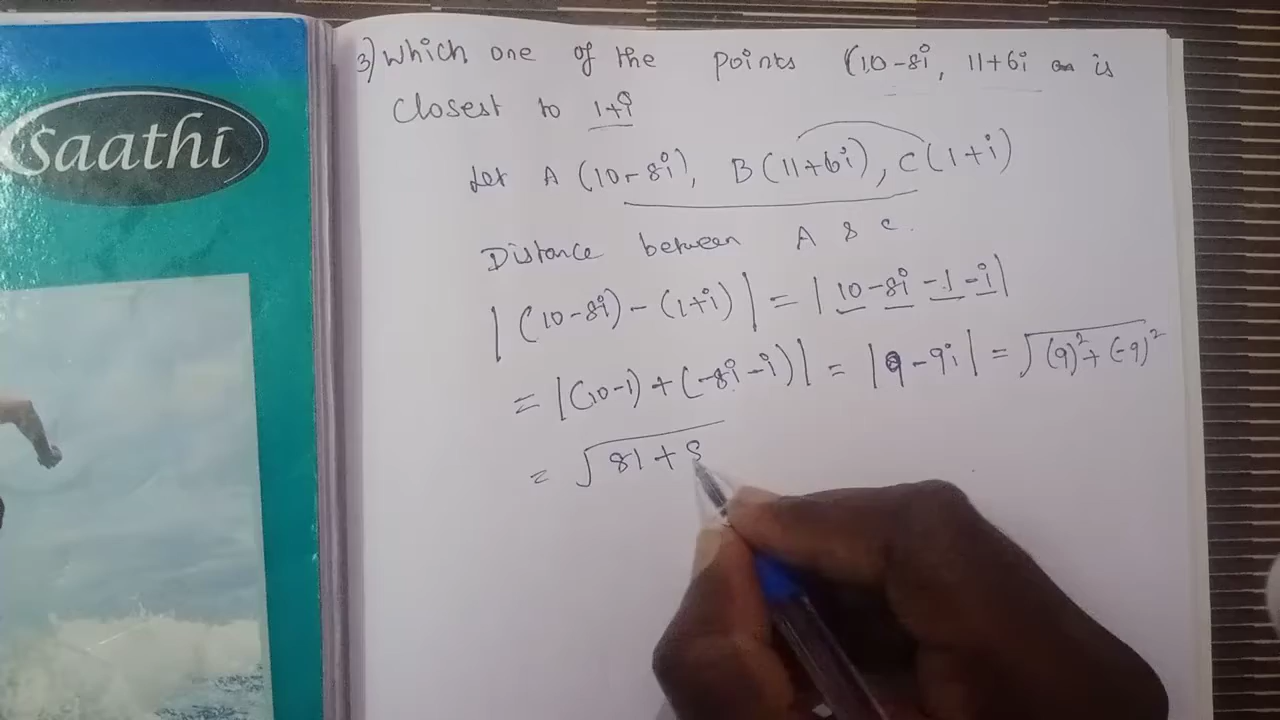 Saathi
3) Which one of the points (10-8i, 11+6i is
closest to 1+i
Let A (10-8i), B(11+6i), C(1+i)
Distance between A & C.
|(10-8i)-(1+i)| = |10-8i-1-i|
= |(10-1)+(-8i-i)| = |9-9i| = √(9)²+(-9)²
= √81+8